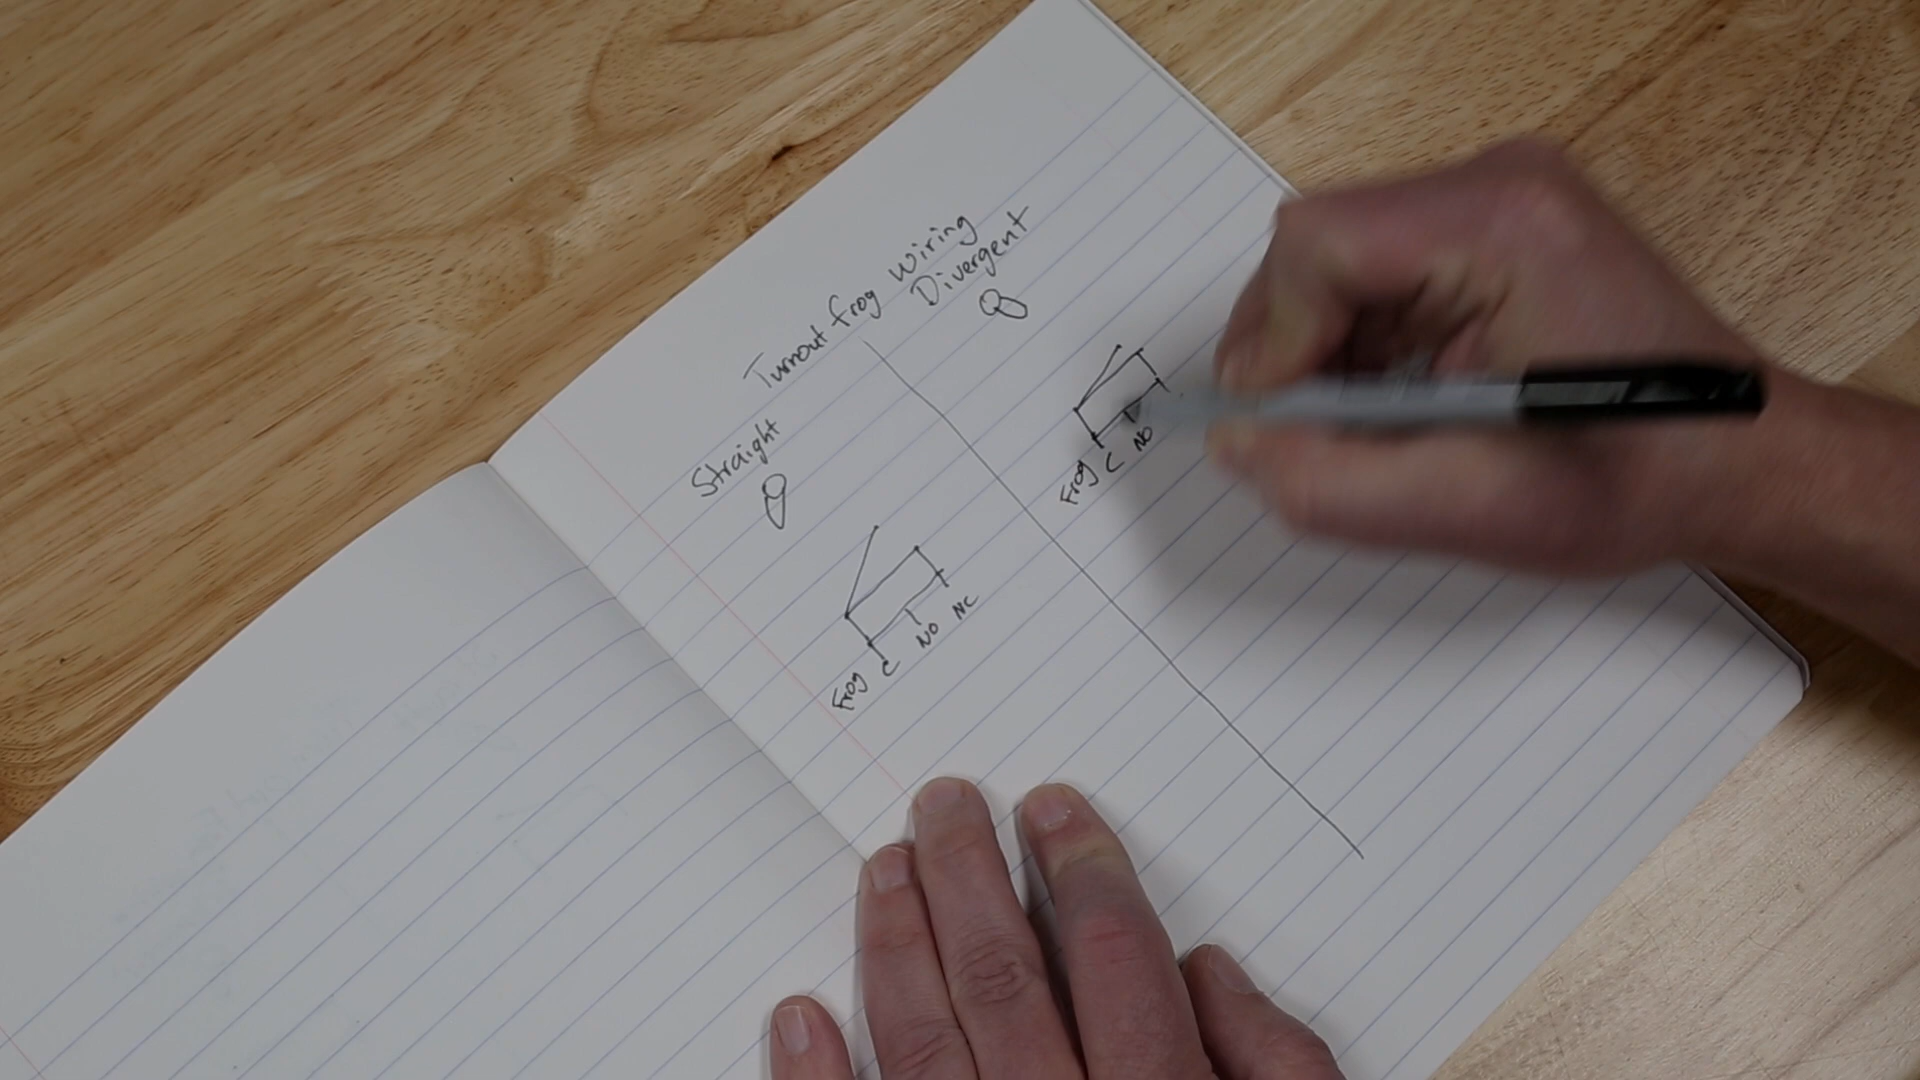 Turnout frog Wiring
Straight
Divergent
Frog C NO NC
Frog C NO